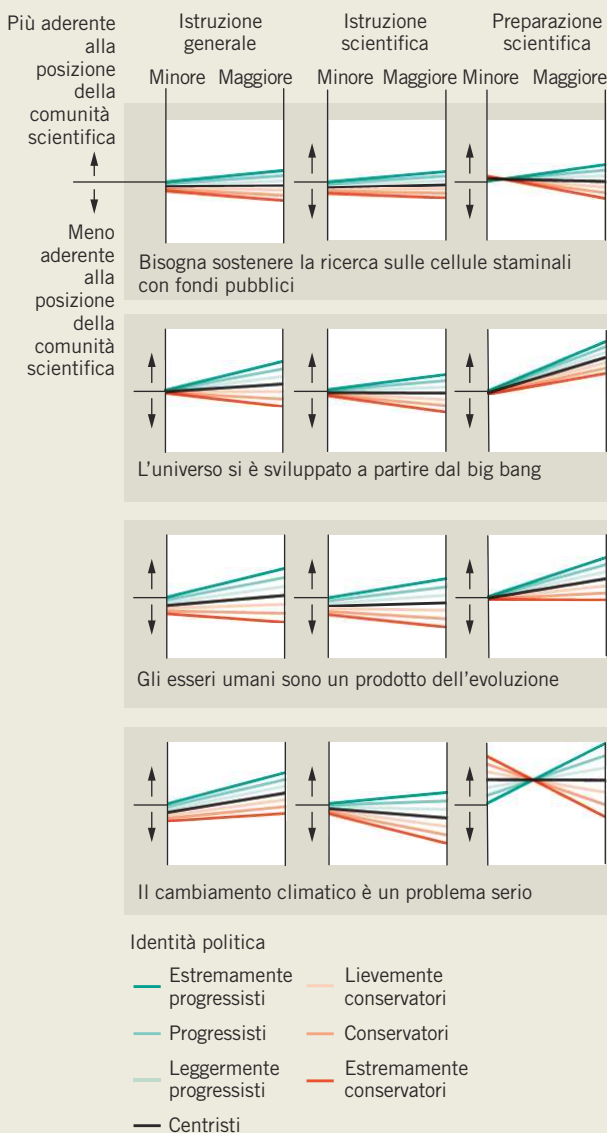 Più aderente
alla
posizione
della
comunità
scientifica
Meno
aderente
alla
posizione
della
comunità
scientifica
Istruzione
generale
Istruzione
scientifica
Preparazione
scientifica
Minore Maggiore Minore Maggiore Minore Maggiore
Bisogna sostenere la ricerca sulle cellule staminali
con fondi pubblici
L'universo si è sviluppato a partire dal big bang
Gli esseri umani sono un prodotto dell'evoluzione
Il cambiamento climatico è un problema serio
Identità politica
Estremamente
progressisti
Progressisti
Leggermente
progressisti
Centristi
Lievemente
conservatori
Conservatori
Estremamente
conservatori